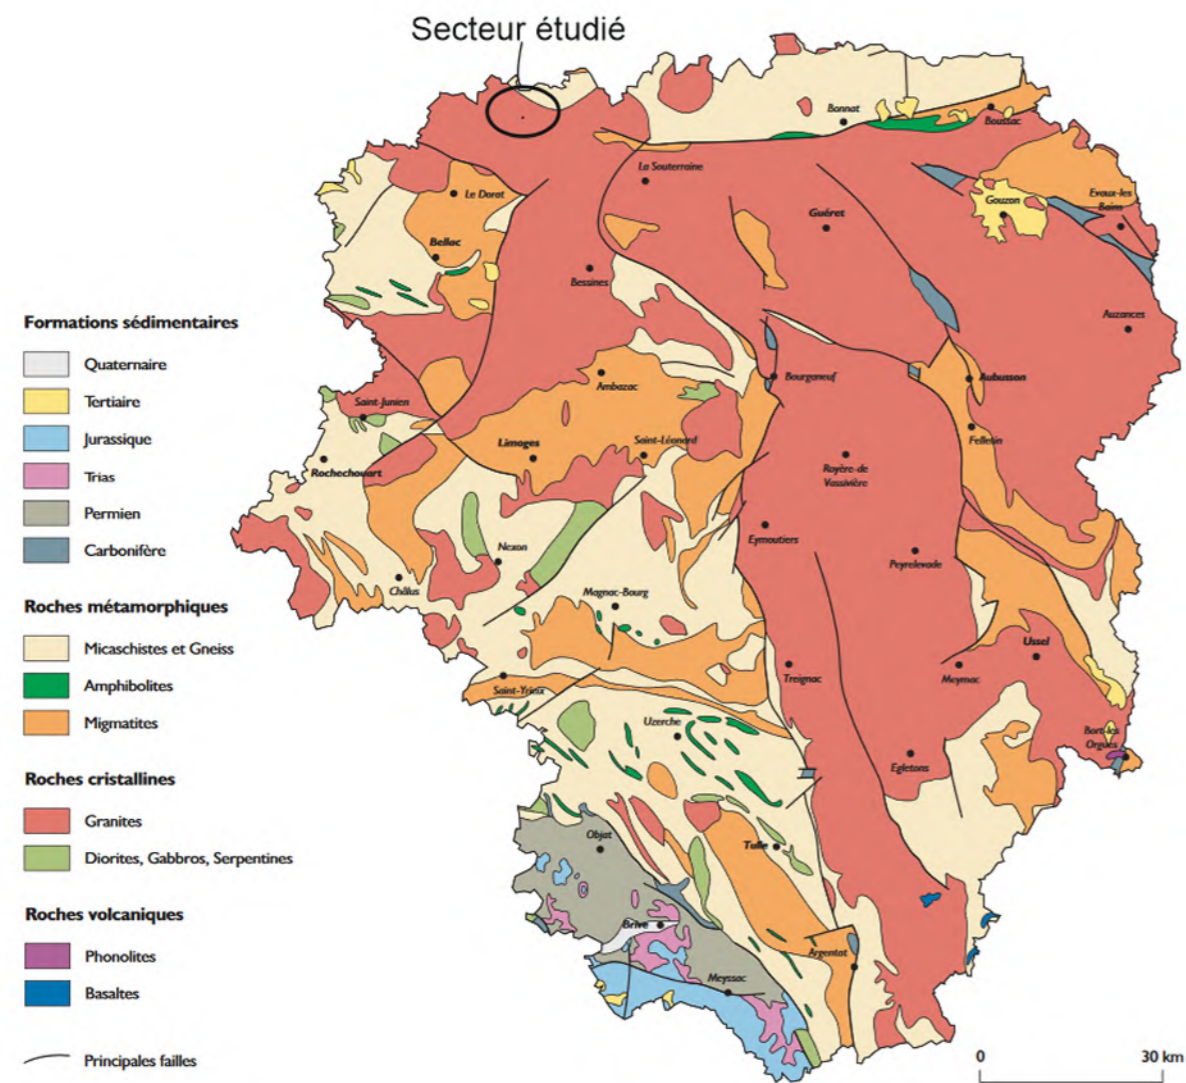 Secteur étudié
Bonnat
Boussac
La Souterraine
Le Dorat
Evaux-les
Bains
Gouzon
Guéret
Bellac
Bessines
Auzances
Formations sédimentaires
Quaternaire
Tertiaire
Jurassique
Trias
Permien
Carbonifère
Roches métamorphiques
Micaschistes et Gneiss
Amphibolites
Migmatites
Roches cristallines
Granites
Diorites, Gabbros, Serpentines
Roches volcaniques
Phonolites
Basaltes
Principales failles
Ambazac
Bourganeuf
Aubusson
Saint-Junien
Limoges
Saint-Léonard
Felletin
Rochechouart
Royère-de
Vassivière
Eymoutiers
Nexon
Peyrelevade
Châlus
Magnac-Bourg
Ussel
Treignac
Meymac
Saint-Yrieix
Uzerche
Bort-les
Orgues
Egletons
Objat
Tulle
Brive
Argentat
Meyssac
0 30 km